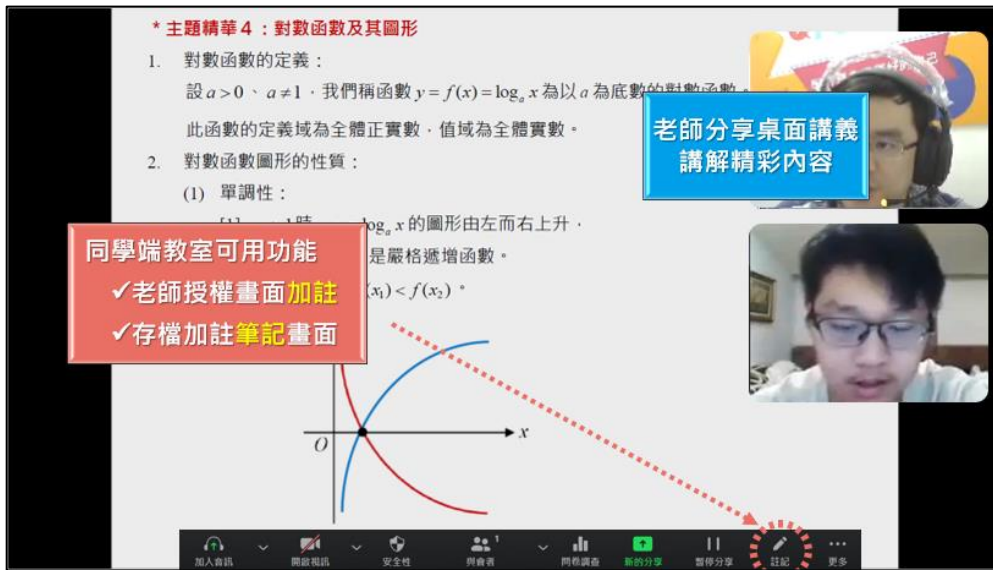 * 主題精華 4 ：對數函數及其圖形
1. 對數函數的定義：
設 a > 0 、 a ≠ 1 ，我們稱函數 y = f(x) = logₐ x 為以 a 為底數的對數函數。
此函數的定義域為全體正實數，值域為全體實數。
2. 對數函數圖形的性質：
(1) 單調性：
logₐ x 的圖形由左而右上升，
是嚴格遞增函數。
(x₁) < f(x₂) 。
老師分享桌面講義
講解精彩內容
同學端教室可用功能
✓老師授權畫面加註
✓存檔加註筆記畫面
O
x
加入音訊 開啟視訊 安全性 與會者 1 問卷調查 新的分享 暫停分享 註記 更多